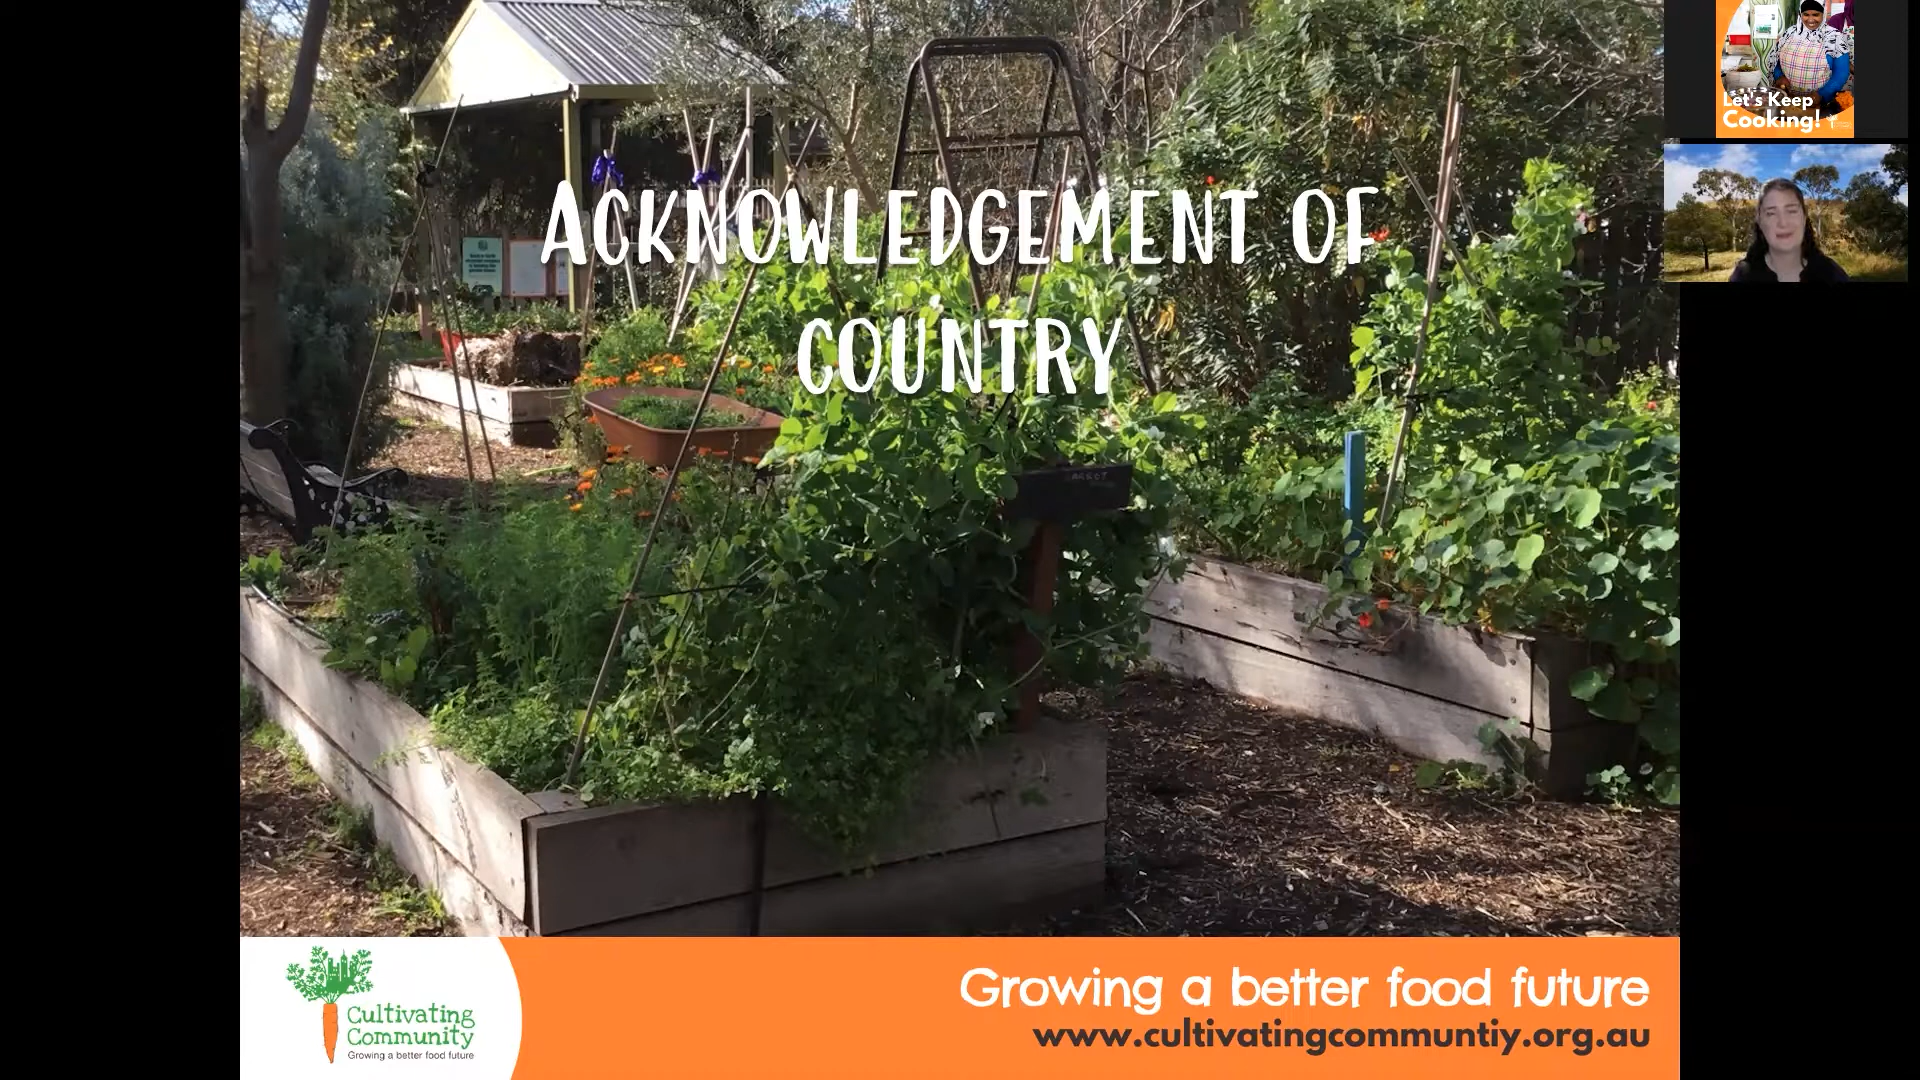 ACKNOWLEDGEMENT OF
COUNTRY
Let's Keep
Cooking!
Cultivating
Community
Growing a better food future
Growing a better food future
www.cultivatingcommuntiy.org.au